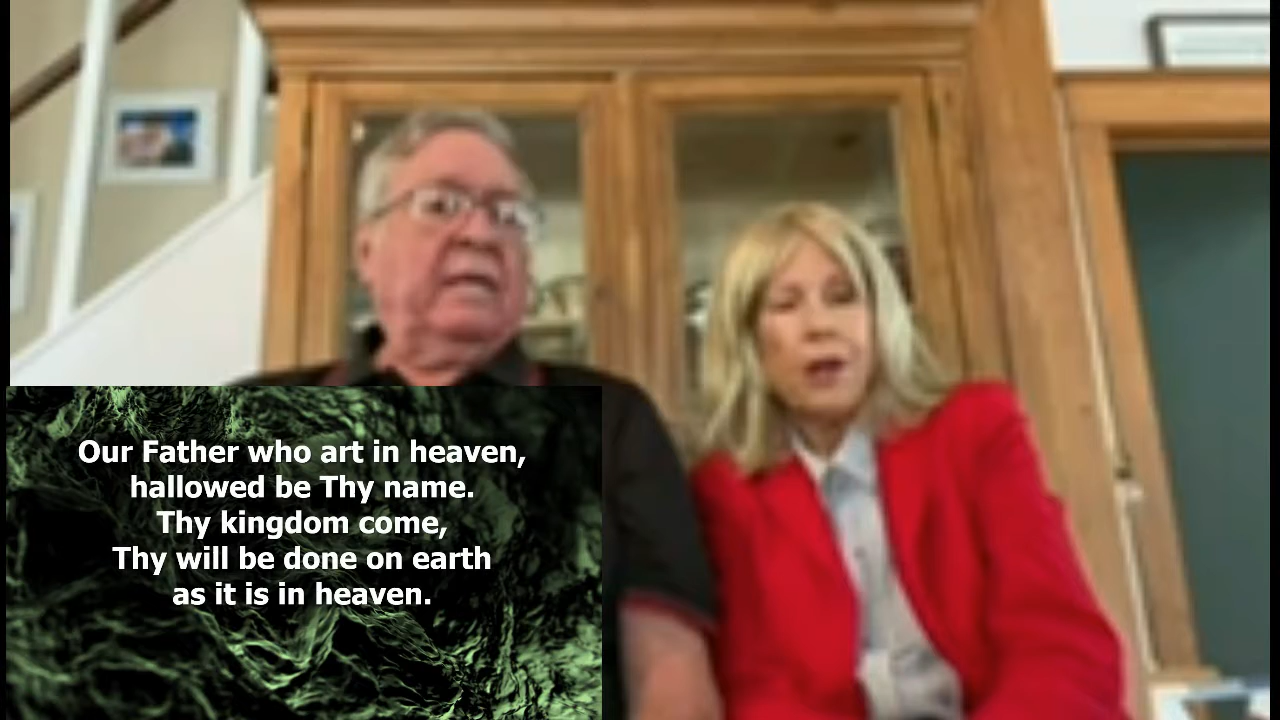 Our Father who art in heaven,
hallowed be Thy name.
Thy kingdom come,
Thy will be done on earth
as it is in heaven.